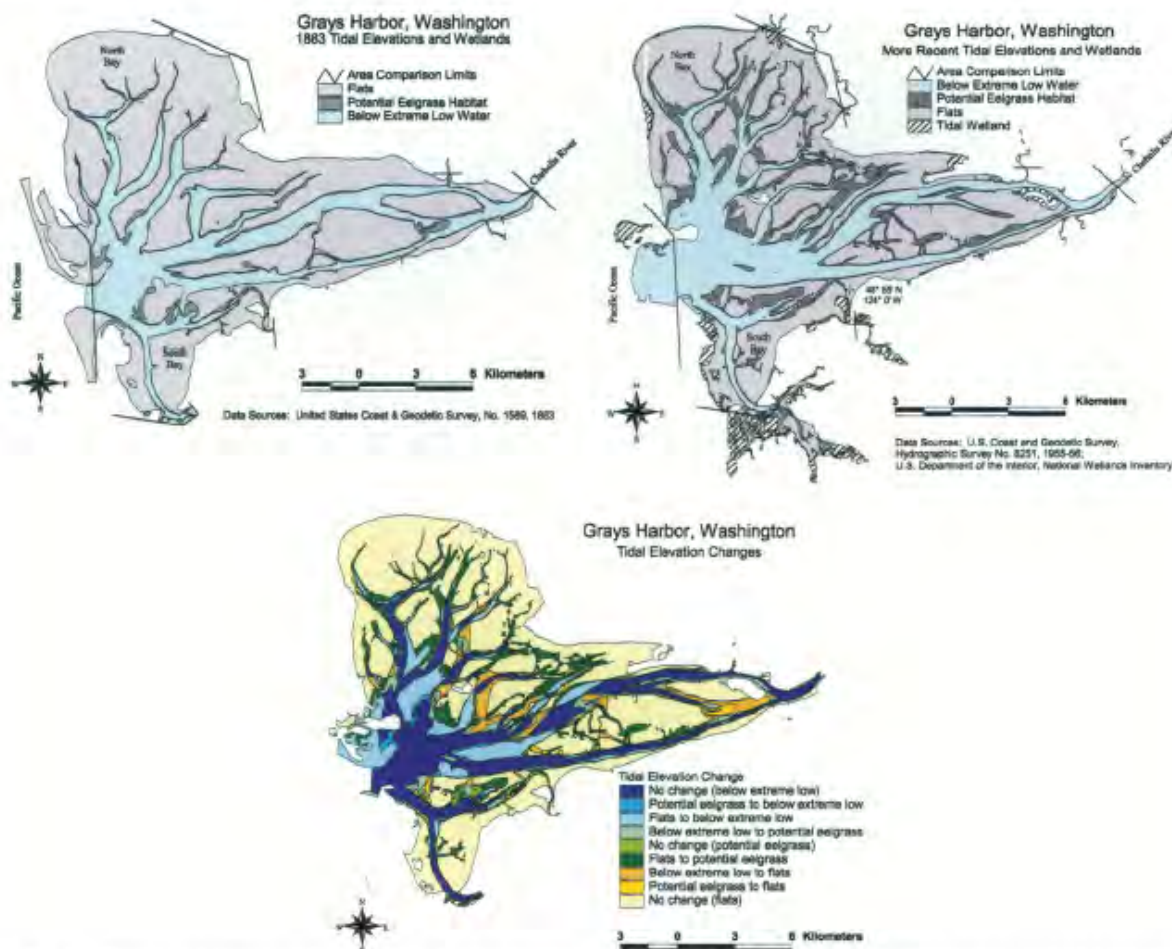 Grays Harbor, Washington
1883 Tidal Elevations and Wetlands
North
Bay
Area Comparison Limits
Flats
Potential Eelgrass Habitat
Below Extreme Low Water
Chehalis River
Pacific Ocean
South
Bay
N
W
E
S
3 0 3 6 Kilometers
Data Sources: United States Coast & Geodetic Survey, No. 1589, 1883
Grays Harbor, Washington
More Recent Tidal Elevations and Wetlands
North
Bay
Area Comparison Limits
Below Extreme Low Water
Potential Eelgrass Habitat
Flats
Tidal Wetland
Pacific Ocean
46° 55' N
124° 0' W
South
Bay
W
E
S
3 0 3 6 Kilometers
Data Sources: U.S. Coast and Geodetic Survey,
Hydrographic Survey No. 8251, 1955-56;
U.S. Department of the Interior, National Wetlands Inventory
Grays Harbor, Washington
Tidal Elevation Changes
Tidal Elevation Change
No change (below extreme low)
Potential eelgrass to below extreme low
Flats to below extreme low
Below extreme low to potential eelgrass
No change (potential eelgrass)
Flats to potential eelgrass
Below extreme low to flats
Potential eelgrass to flats
No change (flats)
N
W
E
3 0 3 6 Kilometers